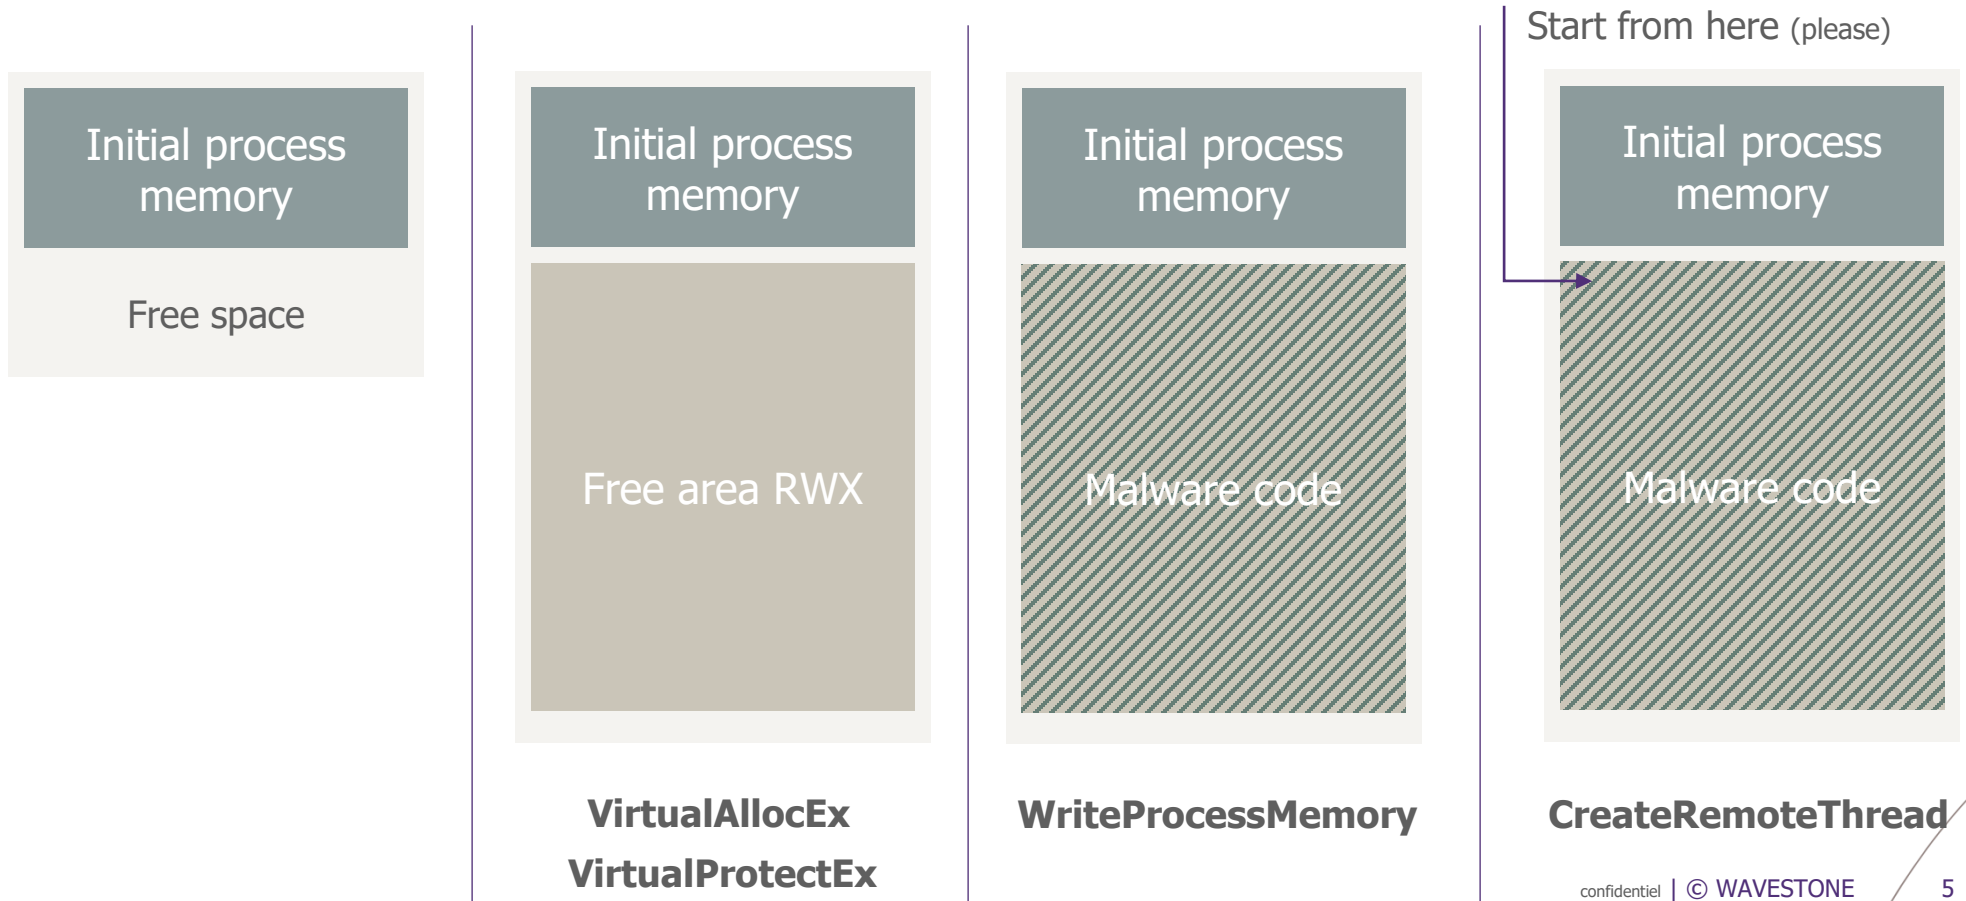 Initial process
memory
Free space
Initial process
memory
Free area RWX
VirtualAllocEx
VirtualProtectEx
Initial process
memory
Malware code
WriteProcessMemory
Start from here (please)
Initial process
memory
Malware code
CreateRemoteThread
confidentiel | © WAVESTONE 5